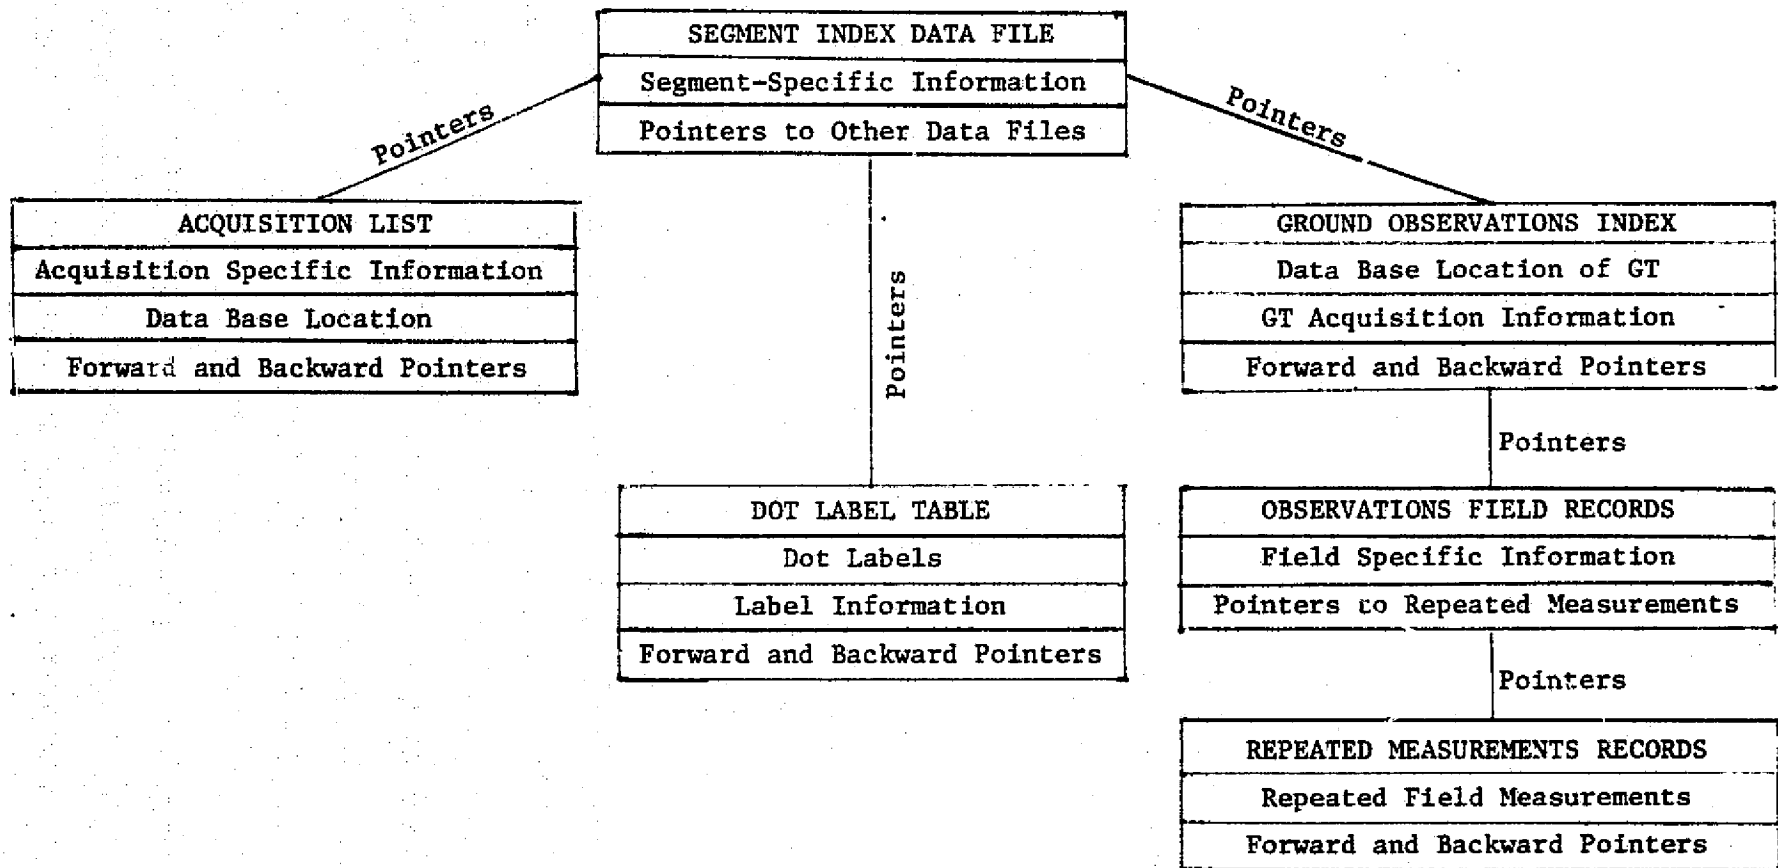 SEGMENT INDEX DATA FILE
Segment-Specific Information
Pointers to Other Data Files
Pointers
Pointers
ACQUISITION LIST
Acquisition Specific Information
Data Base Location
Forward and Backward Pointers
Pointers
GROUND OBSERVATIONS INDEX
Data Base Location of GT
GT Acquisition Information
Forward and Backward Pointers
Pointers
DOT LABEL TABLE
Dot Labels
Label Information
Forward and Backward Pointers
OBSERVATIONS FIELD RECORDS
Field Specific Information
Pointers to Repeated Measurements
Pointers
REPEATED MEASUREMENTS RECORDS
Repeated Field Measurements
Forward and Backward Pointers